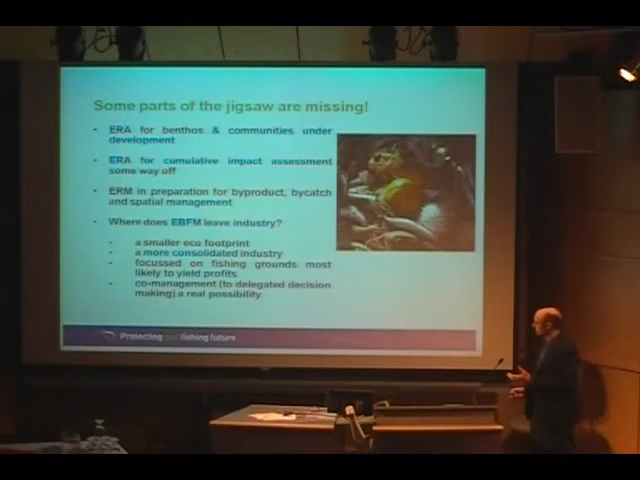 Some parts of the jigsaw are missing!
- ERA for benthos & communities under
development
- ERA for cumulative impact assessment
some way off
- ERM in preparation for byproduct, bycatch
and spatial management
- Where does EBFM leave industry?
- a smaller eco footprint
- a more consolidated industry
- focussed on fishing grounds most
likely to yield profits
- co-management (to delegated decision
making) a real possibility
Protecting our fishing future